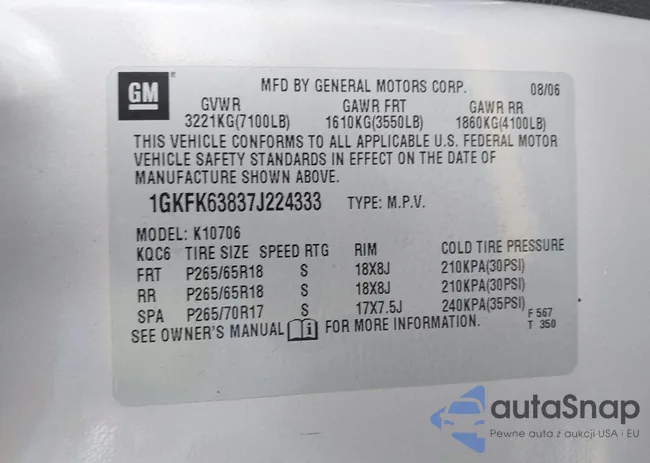 GM
MFD BY GENERAL MOTORS CORP. 08/06
GVWR GAWR FRT GAWR RR
3221KG(7100LB) 1610KG(3550LB) 1860KG(4100LB)
THIS VEHICLE CONFORMS TO ALL APPLICABLE U.S. FEDERAL MOTOR
VEHICLE SAFETY STANDARDS IN EFFECT ON THE DATE OF
MANUFACTURE SHOWN ABOVE.
1GKFK63837J224333 TYPE: M.P.V.
MODEL: K10706
KQC6 TIRE SIZE SPEED RTG RIM COLD TIRE PRESSURE
FRT P265/65R18 S 18X8J 210KPA(30PSI)
RR P265/65R18 S 18X8J 210KPA(30PSI)
SPA P265/70R17 S 17X7.5J 240KPA(35PSI) F 567
SEE OWNER'S MANUAL FOR MORE INFORMATION. T 350
autaSnap
Pewne auta z aukcji USA i EU